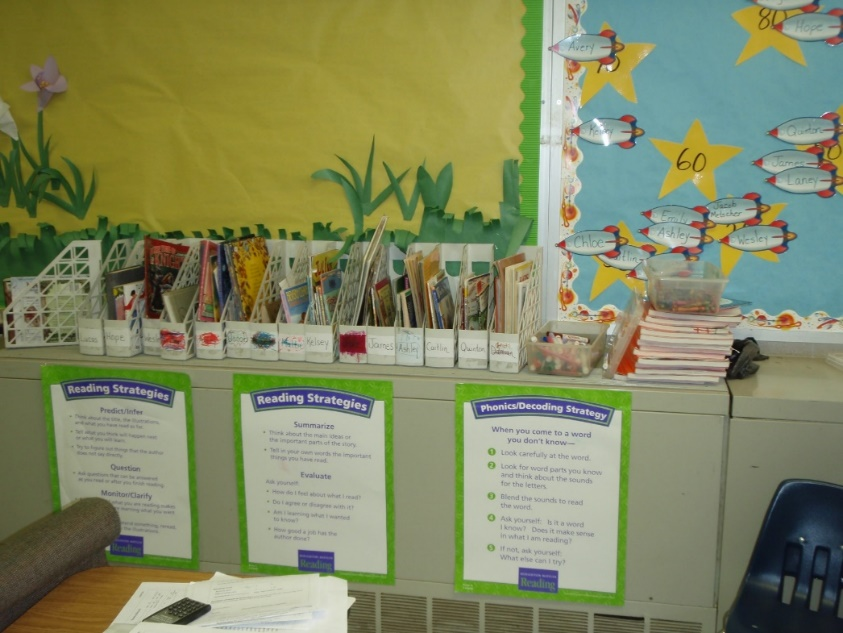 80
Hope
Avery
70
Quinton
60
James
Laney
Emily
Jacob
Ashley
Wesley
Chloe
Caitlin
Lucas
Hope
Kelsey
James
Ashley
Caitlin
Quinton
Reading Strategies
Predict/Infer
Think about the title, the illustrations,
and what you have read so far.
Tell what you think will happen next
or what you will learn.
Try to figure out things the author
does not say directly.
Question
Ask questions that can be answered
as you read or after you finish reading.
Monitor/Clarify
Reading
Reading Strategies
Summarize
• Think about the main ideas or
the important parts of the story.
• Tell in your own words the important
things you have read.
Evaluate
Ask yourself:
• How do I feel about what I read?
• Do I agree or disagree with it?
• Am I learning what I wanted
to know?
• How good a job has the
author done?
Reading
Phonics/Decoding Strategy
When you come to a word
you don't know—
1 Look carefully at the word.
2 Look for word parts you know
and think about the sounds
for the letters.
3 Blend the sounds to read
the word.
4 Ask yourself: Is it a word
I know? Does it make sense
in what I am reading?
5 If not, ask yourself:
What else can I try?
Reading